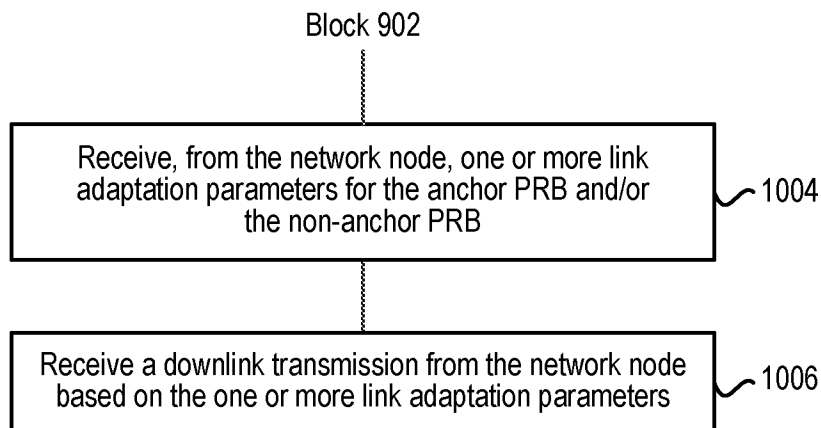 Block 902
Receive, from the network node, one or more link
adaptation parameters for the anchor PRB and/or
the non-anchor PRB
1004
Receive a downlink transmission from the network node
based on the one or more link adaptation parameters
1006